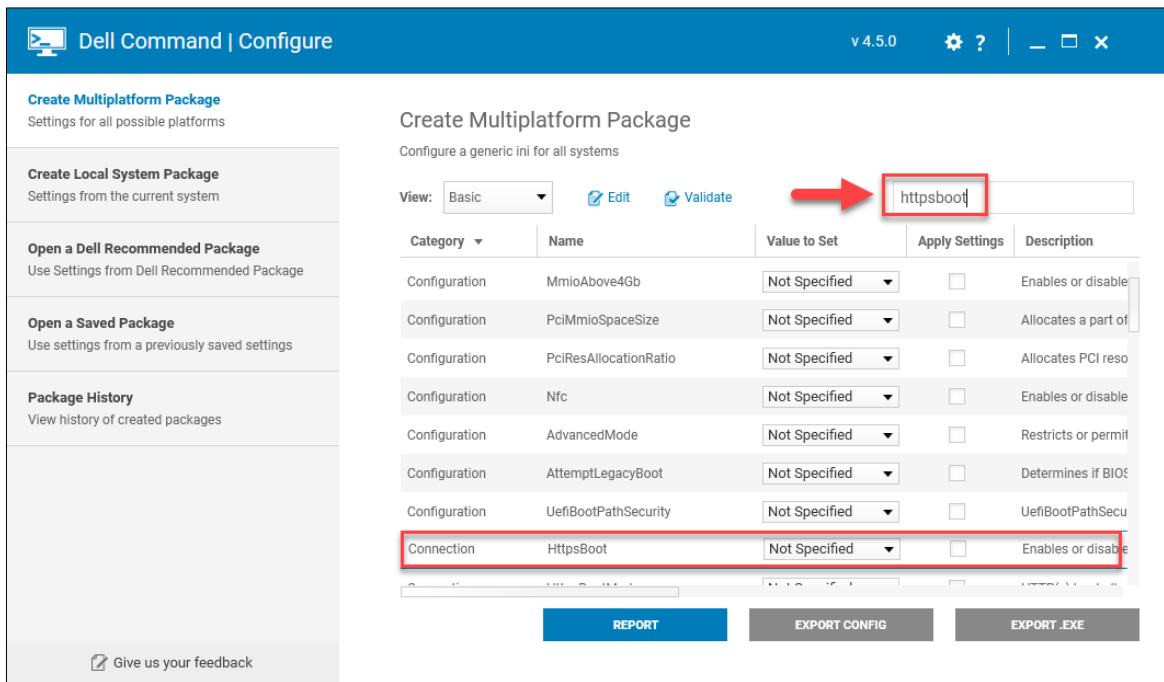 Dell Command | Configure
v 4.5.0
?
Create Multiplatform Package
Settings for all possible platforms
Create Local System Package
Settings from the current system
Open a Dell Recommended Package
Use Settings from Dell Recommended Package
Open a Saved Package
Use settings from a previously saved settings
Package History
View history of created packages
Give us your feedback
Create Multiplatform Package
Configure a generic ini for all systems
View: Basic Edit Validate httpsboot
Category Name Value to Set Apply Settings Description
Configuration MmioAbove4Gb Not Specified Enables or disable
Configuration PciMmioSpaceSize Not Specified Allocates a part of
Configuration PciResAllocationRatio Not Specified Allocates PCI reso
Configuration Nfc Not Specified Enables or disable
Configuration AdvancedMode Not Specified Restricts or permit
Configuration AttemptLegacyBoot Not Specified Determines if BIOS
Configuration UefiBootPathSecurity Not Specified UefiBootPathSecu
Connection HttpsBoot Not Specified Enables or disable
REPORT EXPORT CONFIG EXPORT .EXE